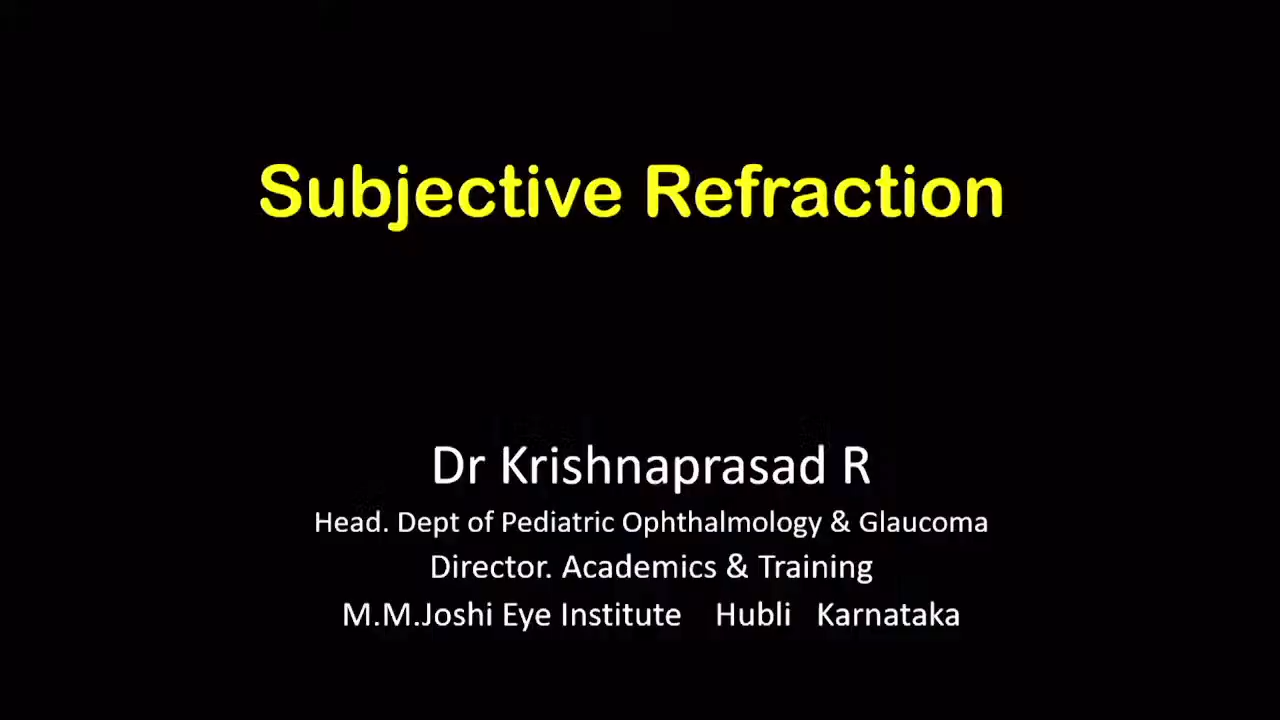 Subjective Refraction
Dr Krishnaprasad R
Head. Dept of Pediatric Ophthalmology & Glaucoma
Director. Academics & Training
M.M.Joshi Eye Institute Hubli Karnataka